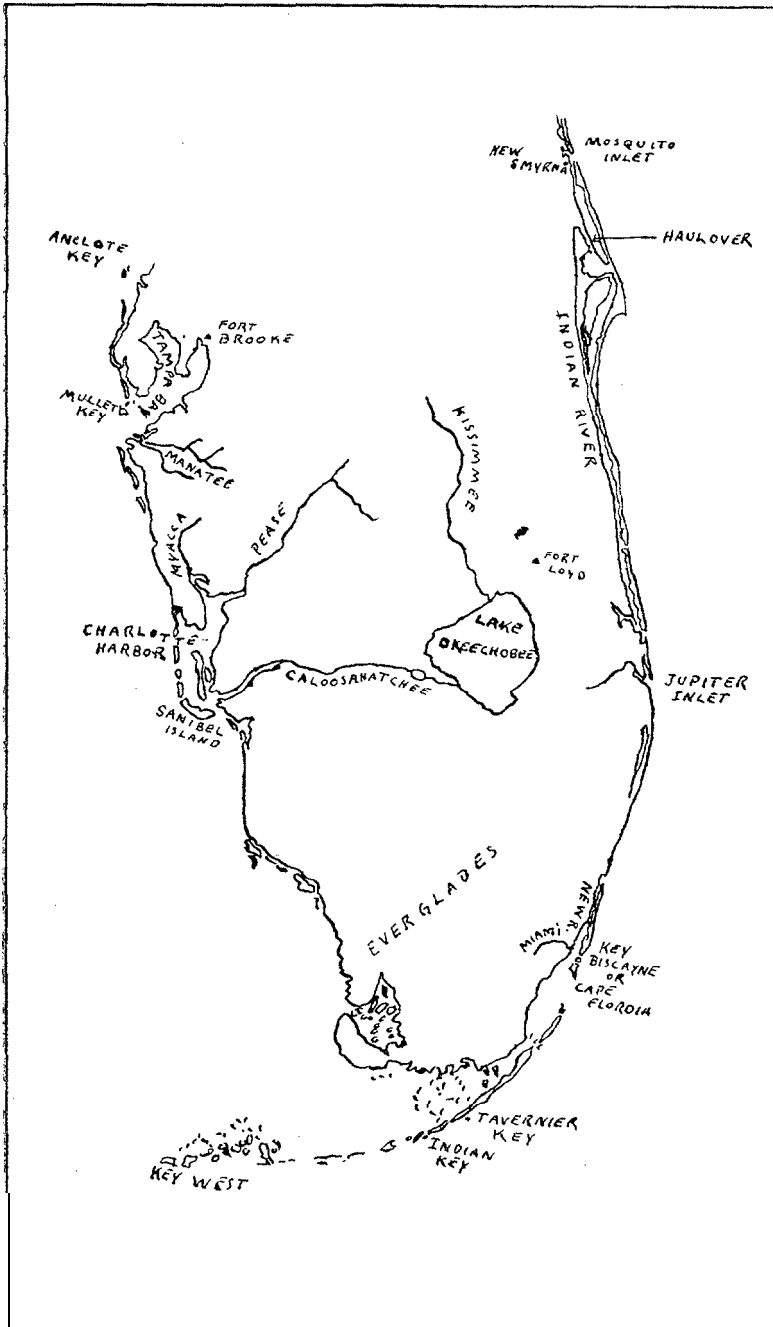 NEW
SMYRNA
MOSQUITO
INLET
HAULOVER
ANCLOTE
KEY
FORT
BROOKE
TAMPA BAY
MULLET
KEY
MANATEE
INDIAN RIVER
KISSIMMEE
PEASE
MYACCA
FORT
LOYD
LAKE
OKEECHOBEE
CHARLOTTE
HARBOR
CALOOSAHATCHEE
JUPITER
INLET
SANIBEL
ISLAND
EVERGLADES
NEW R.
MIAMI
KEY
BISCAYNE
OR
CAPE
FLORDIA
TAVERNIER
KEY
INDIAN
KEY
KEY WEST